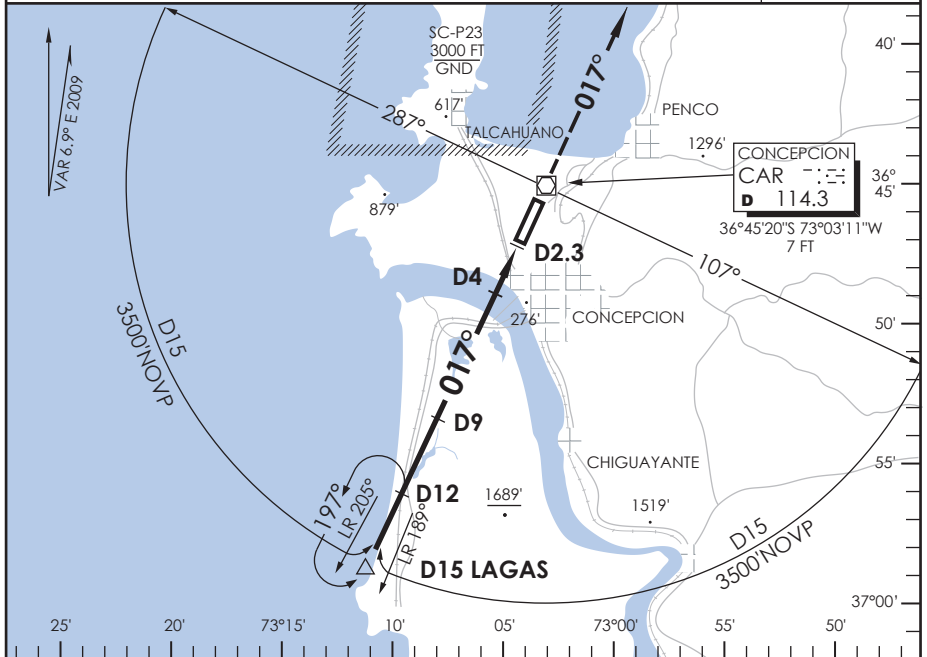 SC-P23
3000 FT
GND
40'
VAR 6.9° E 2009
617'
287°
017°
PENCO
TALCAHUANO
1296'
CONCEPCION
CAR
D 114.3
36°
45'
36°45'20"S 73°03'11"W
7 FT
879'
D2.3
107°
D4
276'
CONCEPCION
50'
D15
3500'NOVP
017°
D9
CHIGUAYANTE
55'
D12
1689'
1519'
197°
LR 205°
LR 189°
D15 LAGAS
D15
3500'NOVP
37°00'
25'
20'
73°15'
10'
05'
73°00'
55'
50'